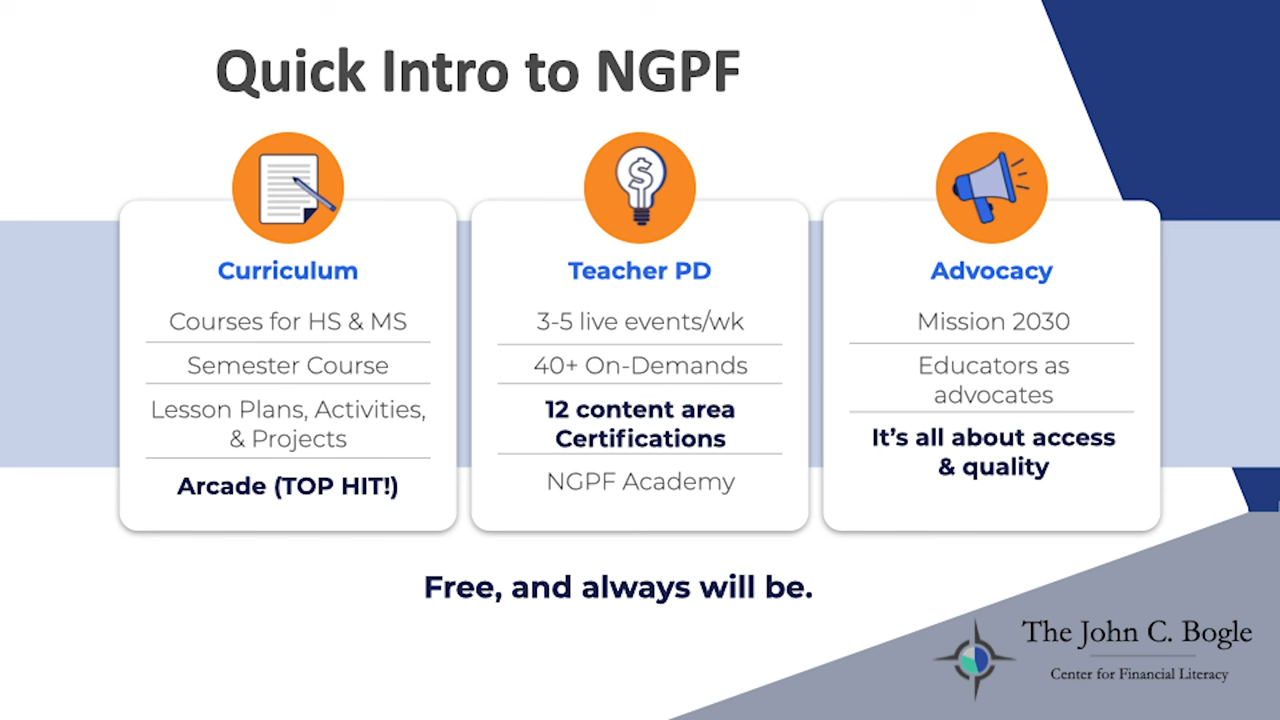 Quick Intro to NGPF
Curriculum
Courses for HS & MS
Semester Course
Lesson Plans, Activities,
& Projects
Arcade (TOP HIT!)
Teacher PD
3-5 live events/wk
40+ On-Demands
12 content area
Certifications
NGPF Academy
Advocacy
Mission 2030
Educators as
advocates
It's all about access
& quality
Free, and always will be.
The John C. Bogle
Center for Financial Literacy